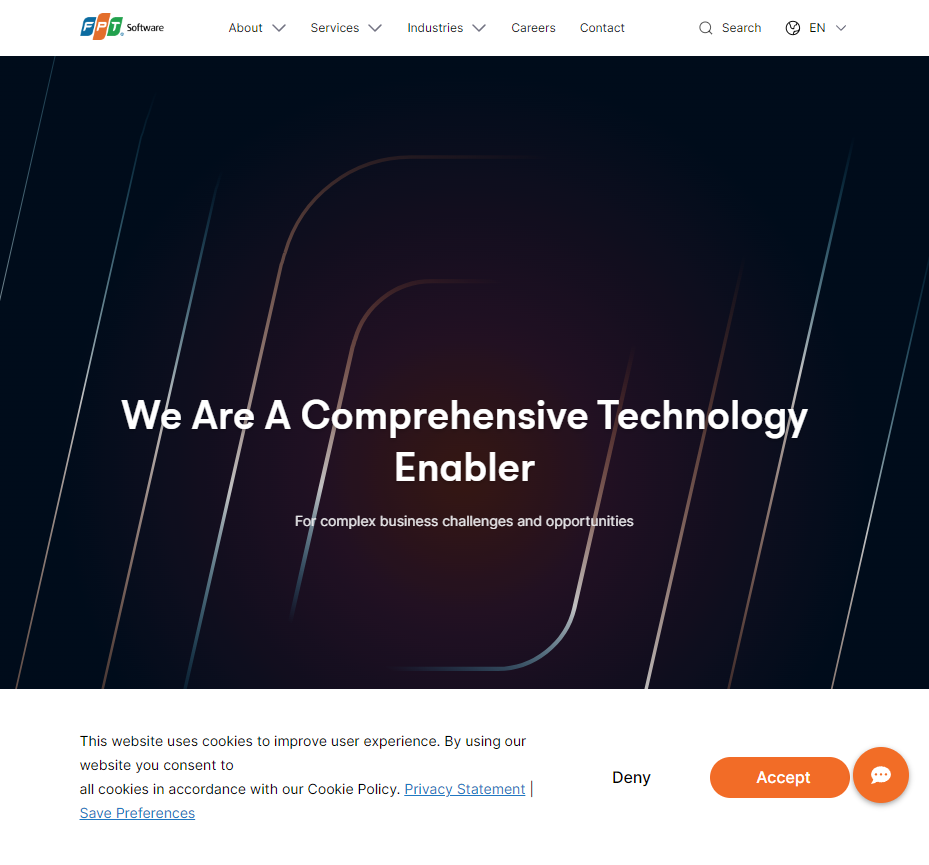 FPT Software
About
Services
Industries
Careers
Contact
Search
EN
We Are A Comprehensive Technology
Enabler
For complex business challenges and opportunities
This website uses cookies to improve user experience. By using our
website you consent to
all cookies in accordance with our Cookie Policy. Privacy Statement |
Save Preferences
Deny
Accept